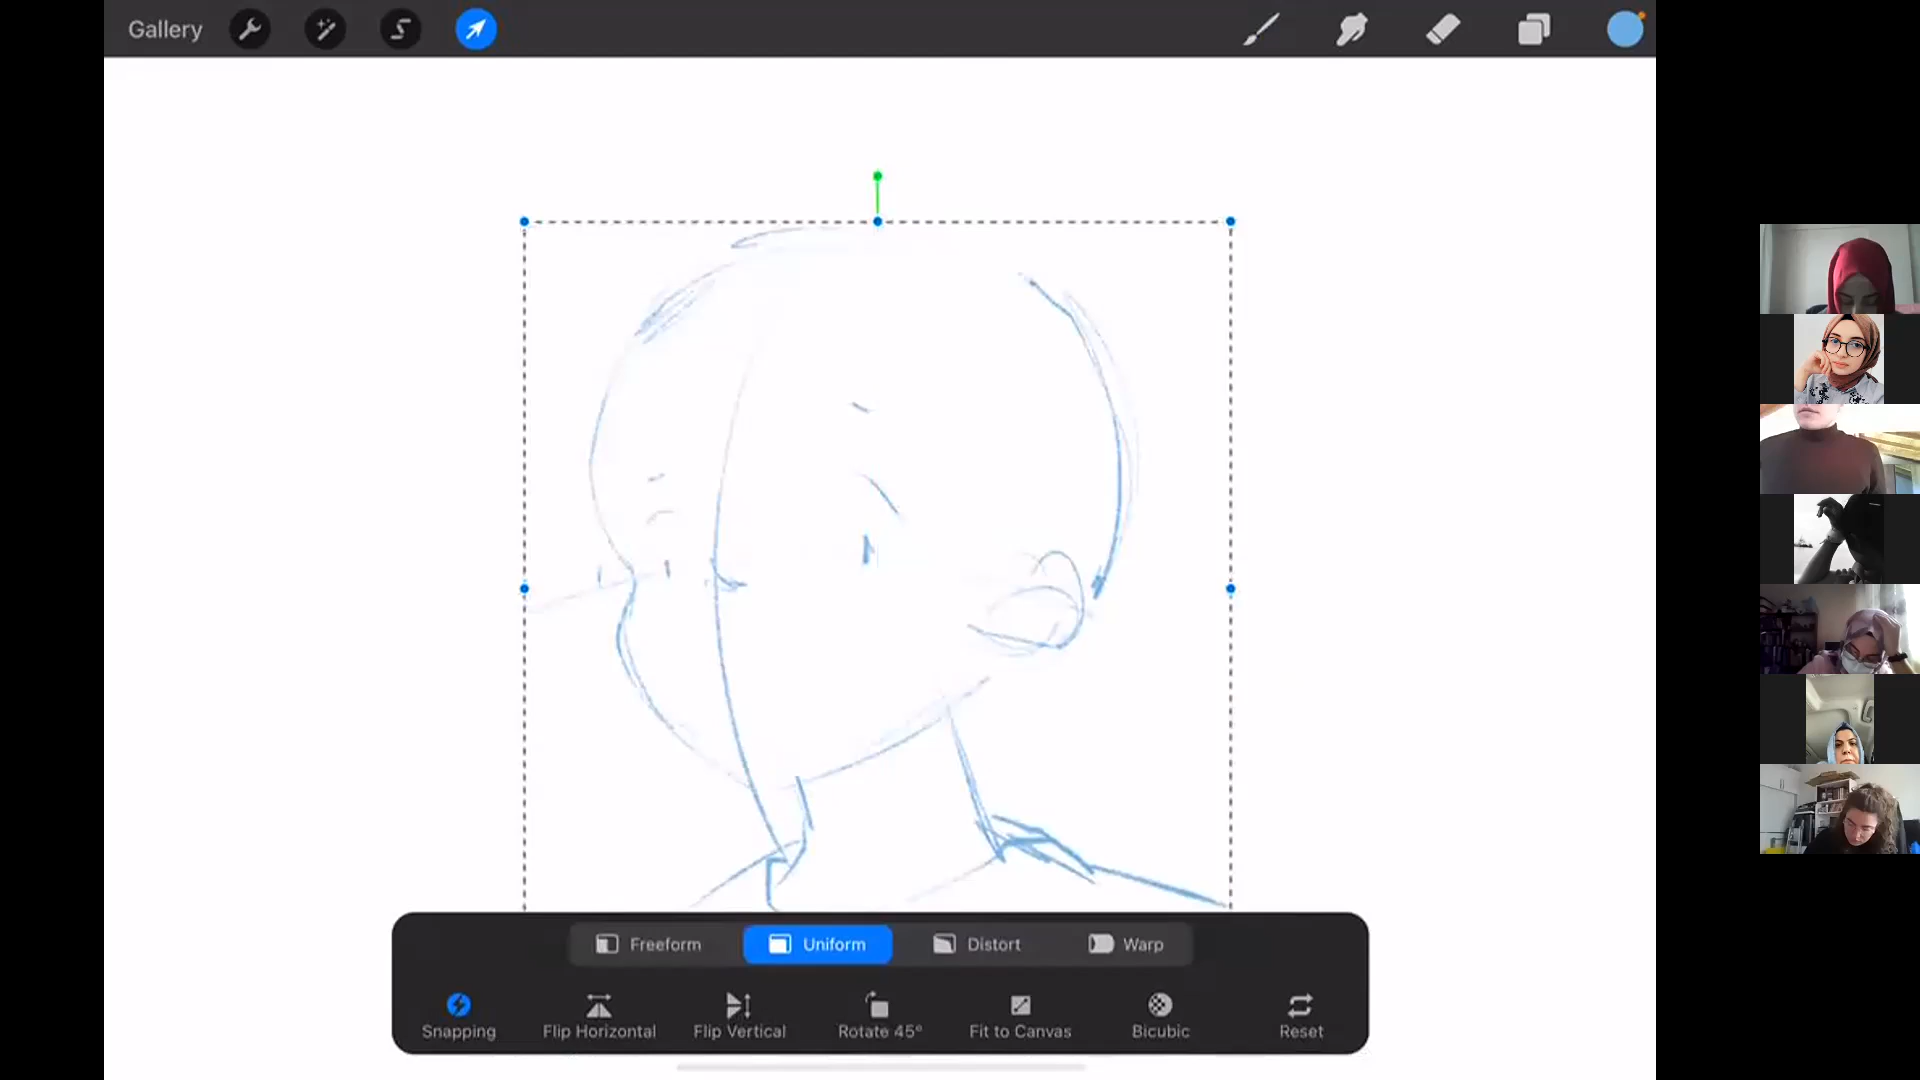 Gallery
Freeform Uniform Distort Warp
Snapping Flip Horizontal Flip Vertical Rotate 45° Fit to Canvas Bicubic Reset